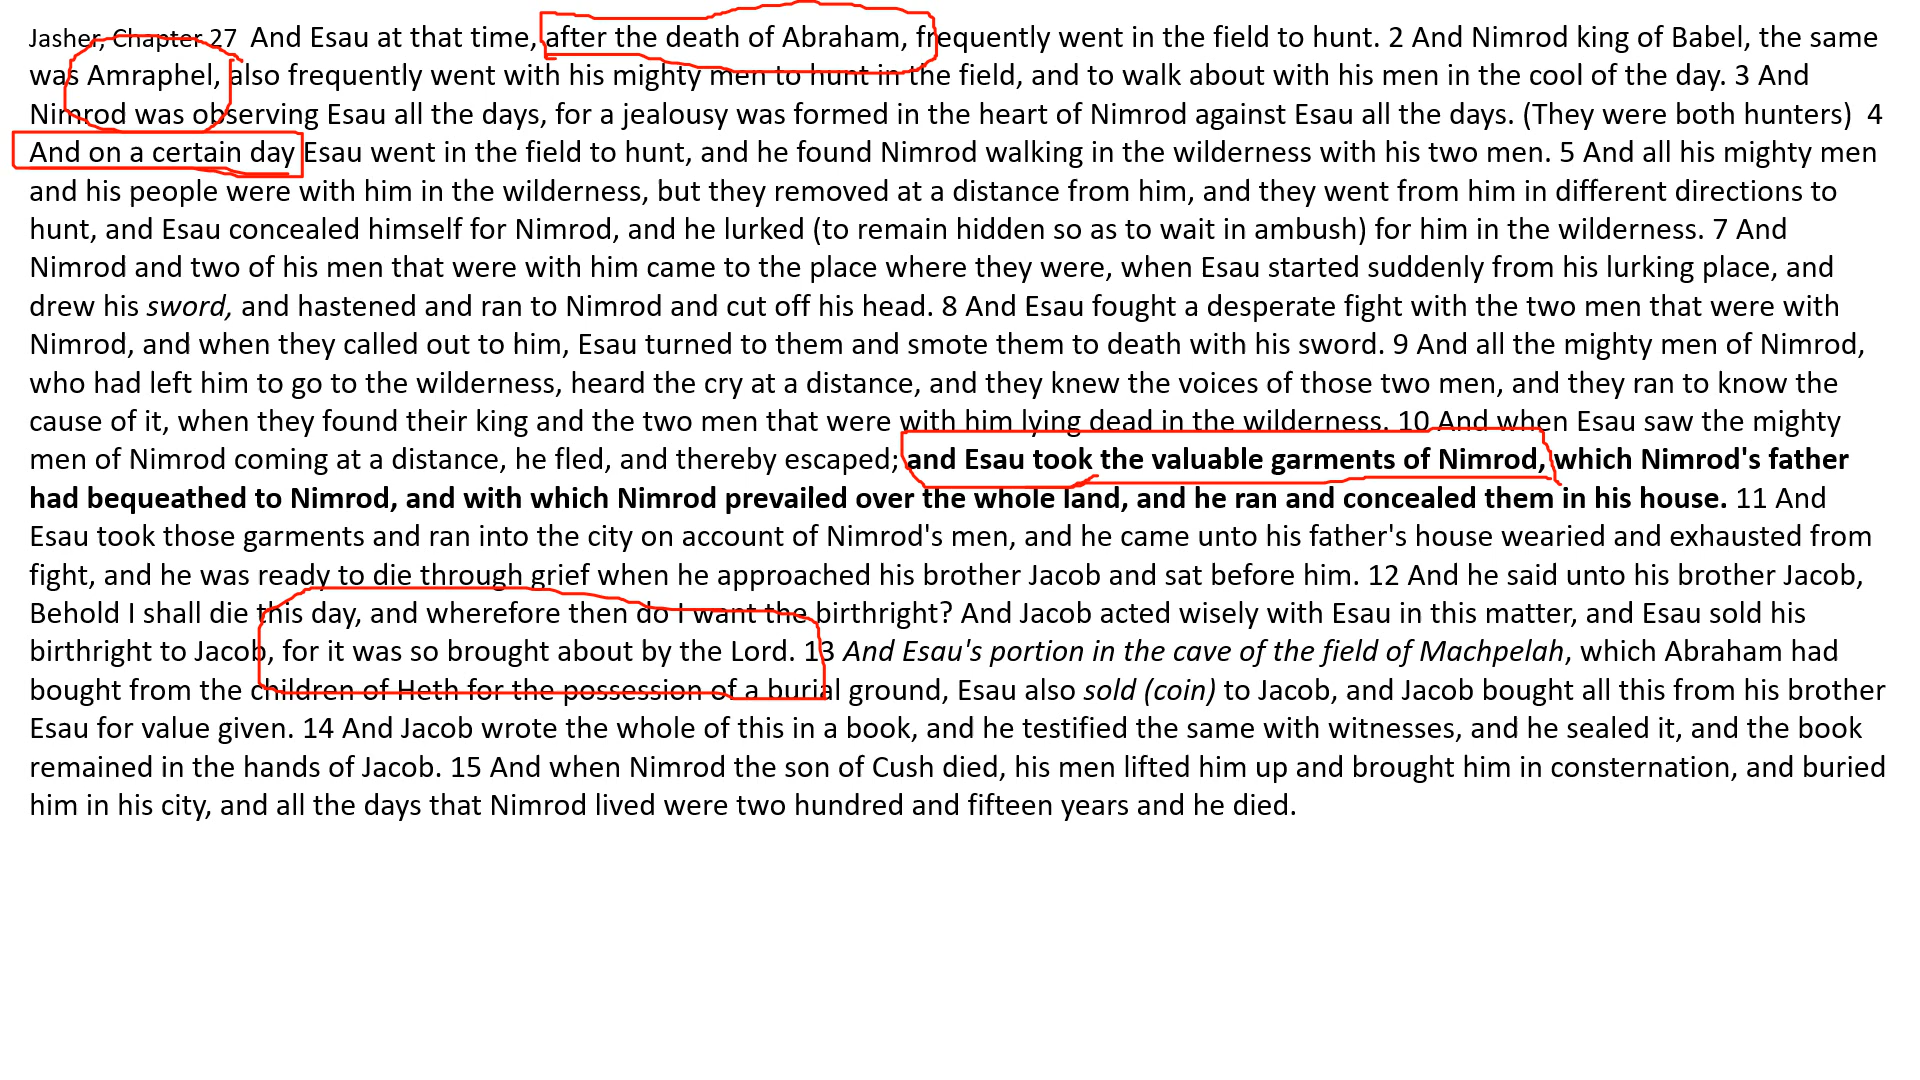 Jasher, Chapter 27  And Esau at that time, after the death of Abraham, frequently went in the field to hunt. 2 And Nimrod king of Babel, the same
was Amraphel, also frequently went with his mighty men to hunt in the field, and to walk about with his men in the cool of the day. 3 And
Nimrod was observing Esau all the days, for a jealousy was formed in the heart of Nimrod against Esau all the days. (They were both hunters)  4
And on a certain day Esau went in the field to hunt, and he found Nimrod walking in the wilderness with his two men. 5 And all his mighty men
and his people were with him in the wilderness, but they removed at a distance from him, and they went from him in different directions to
hunt, and Esau concealed himself for Nimrod, and he lurked (to remain hidden so as to wait in ambush) for him in the wilderness. 7 And
Nimrod and two of his men that were with him came to the place where they were, when Esau started suddenly from his lurking place, and
drew his sword, and hastened and ran to Nimrod and cut off his head. 8 And Esau fought a desperate fight with the two men that were with
Nimrod, and when they called out to him, Esau turned to them and smote them to death with his sword. 9 And all the mighty men of Nimrod,
who had left him to go to the wilderness, heard the cry at a distance, and they knew the voices of those two men, and they ran to know the
cause of it, when they found their king and the two men that were with him lying dead in the wilderness. 10 And when Esau saw the mighty
men of Nimrod coming at a distance, he fled, and thereby escaped; and Esau took the valuable garments of Nimrod, which Nimrod's father
had bequeathed to Nimrod, and with which Nimrod prevailed over the whole land, and he ran and concealed them in his house. 11 And
Esau took those garments and ran into the city on account of Nimrod's men, and he came unto his father's house wearied and exhausted from
fight, and he was ready to die through grief when he approached his brother Jacob and sat before him. 12 And he said unto his brother Jacob,
Behold I shall die this day, and wherefore then do I want the birthright? And Jacob acted wisely with Esau in this matter, and Esau sold his
birthright to Jacob, for it was so brought about by the Lord. 13 And Esau's portion in the cave of the field of Machpelah, which Abraham had
bought from the children of Heth for the possession of a burial ground, Esau also sold (coin) to Jacob, and Jacob bought all this from his brother
Esau for value given. 14 And Jacob wrote the whole of this in a book, and he testified the same with witnesses, and he sealed it, and the book
remained in the hands of Jacob. 15 And when Nimrod the son of Cush died, his men lifted him up and brought him in consternation, and buried
him in his city, and all the days that Nimrod lived were two hundred and fifteen years and he died.